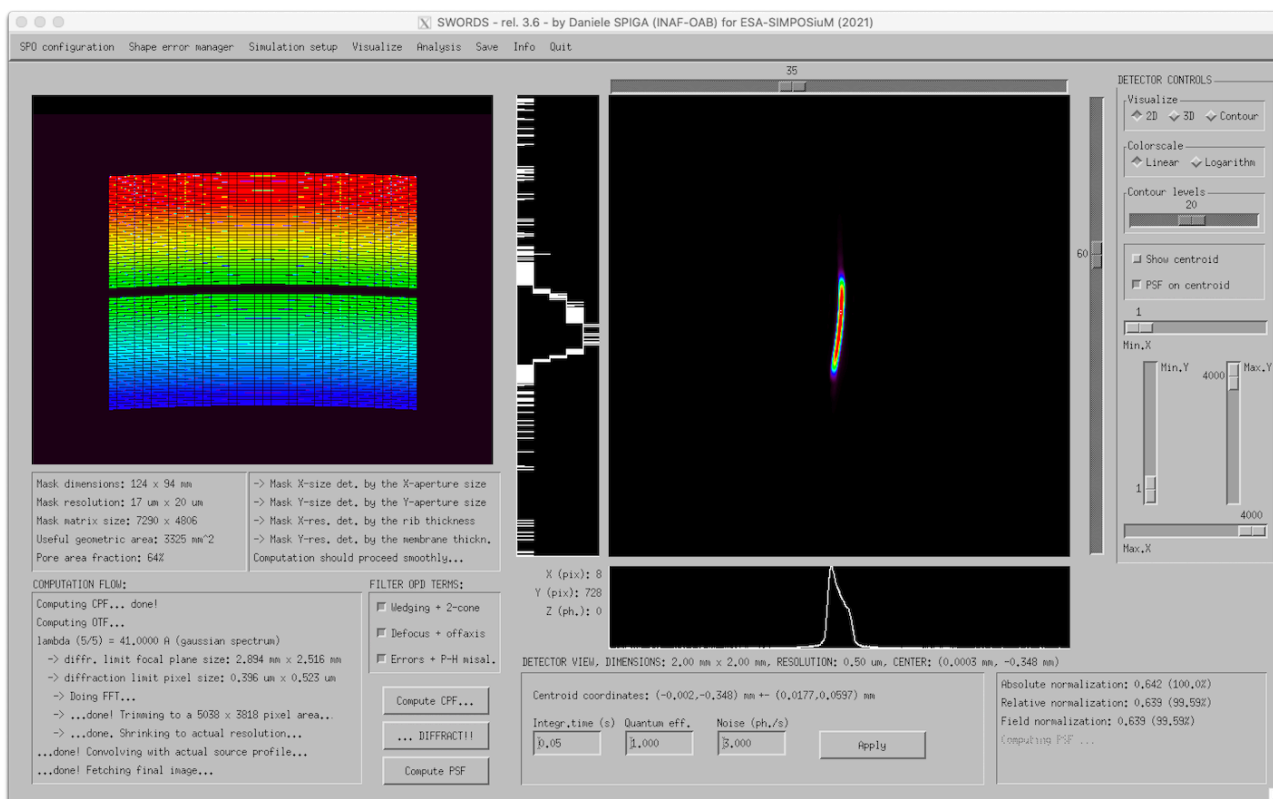 SWORDS - rel. 3.6 - by Daniele SPIGA (INAF-OAB) for ESA-SIMPOSiuM (2021)
SPO configuration Shape error manager Simulation setup Visualize Analysis Save Info Quit
35
60
DETECTOR CONTROLS
Visualize
2D 3D Contour
Colorscale
Linear Logarithm
Contour levels
20
Show centroid
PSF on centroid
1
Min.X
Min.Y
1
4000
Max.Y
4000
Max.X
Mask dimensions: 124 x 94 mm
Mask resolution: 17 um x 20 um
Mask matrix size: 7290 x 4806
Useful geometric area: 3325 mm^2
Pore area fraction: 64%
-> Mask X-size det. by the X-aperture size
-> Mask Y-size det. by the Y-aperture size
-> Mask X-res. det. by the rib thickness
-> Mask Y-res. det. by the membrane thickn.
Computation should proceed smoothly...
COMPUTATION FLOW:
Computing CPF... done!
Computing OTF...
lambda (5/5) = 41.0000 A (gaussian spectrum)
-> diffr. limit focal plane size: 2.894 mm x 2.516 mm
-> diffraction limit pixel size: 0.396 um x 0.523 um
-> Doing FFT...
-> ...done! Trimming to a 5038 x 3818 pixel area...
-> ...done. Shrinking to actual resolution...
...done! Convolving with actual source profile...
...done! Fetching final image...
FILTER OPD TERMS:
Wedging + 2-cone
Defocus + offaxis
Errors + P-H misal.
Compute CPF...
... DIFFRACT!!
Compute PSF
X (pix): 8
Y (pix): 728
Z (ph.): 0
DETECTOR VIEW, DIMENSIONS: 2.00 mm x 2.00 mm, RESOLUTION: 0.50 um, CENTER: (0.0003 mm, -0.348 mm)
Centroid coordinates: (-0.002,-0.348) mm +- (0.0177,0.0597) mm
Integr.time (s) Quantum eff. Noise (ph./s)
0.05 1.000 3.000
Apply
Absolute normalization: 0.642 (100.0%)
Relative normalization: 0.639 (99.59%)
Field normalization: 0.639 (99.59%)
Computing PSF ...